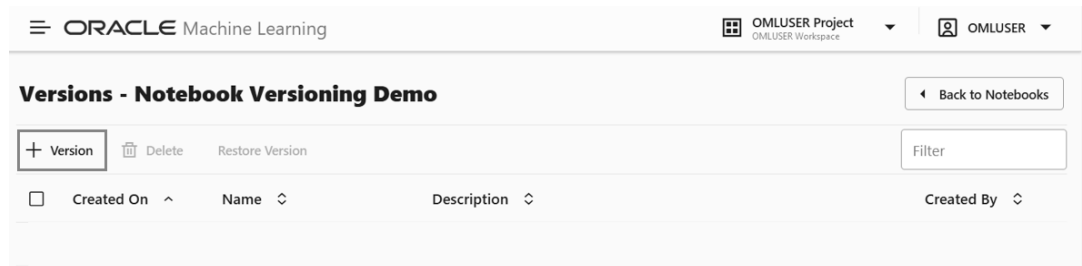 ORACLE Machine Learning
OMLUSER Project
OMLUSER Workspace
OMLUSER
Versions - Notebook Versioning Demo
Back to Notebooks
+ Version Delete Restore Version Filter
Created On Name Description Created By